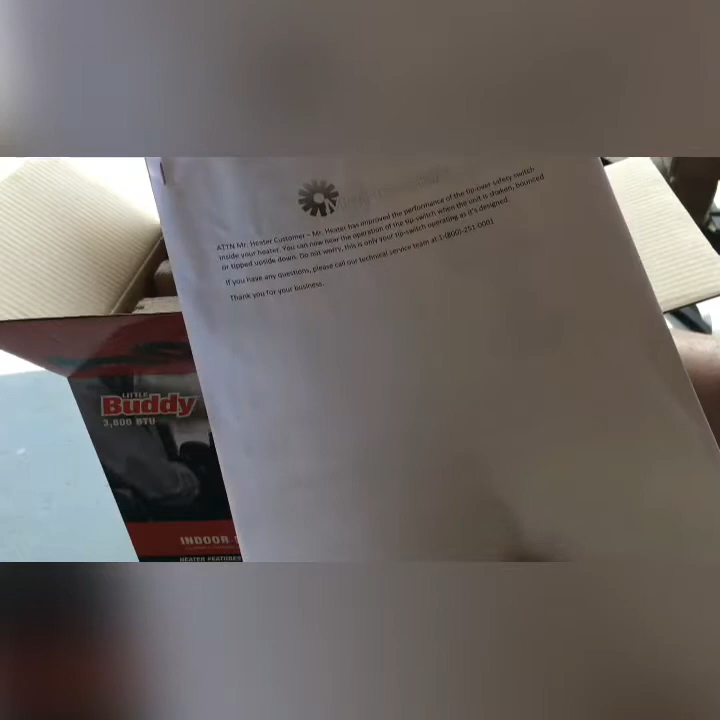 ATTN Mr. Heater Customer – Mr. Heater has improved the performance of the tip-over safety switch
inside your heater. You can now hear the operation of the tip-switch when the unit is shaken, bounced
or tipped upside down. Do not worry, this is only your tip-switch operating as it's designed.
If you have any questions, please call our technical service team at 1-(800)-251-0001
Thank you for your business.
LITTLE
Buddy
3,800 BTU
INDOOR
HEATER FEATURES